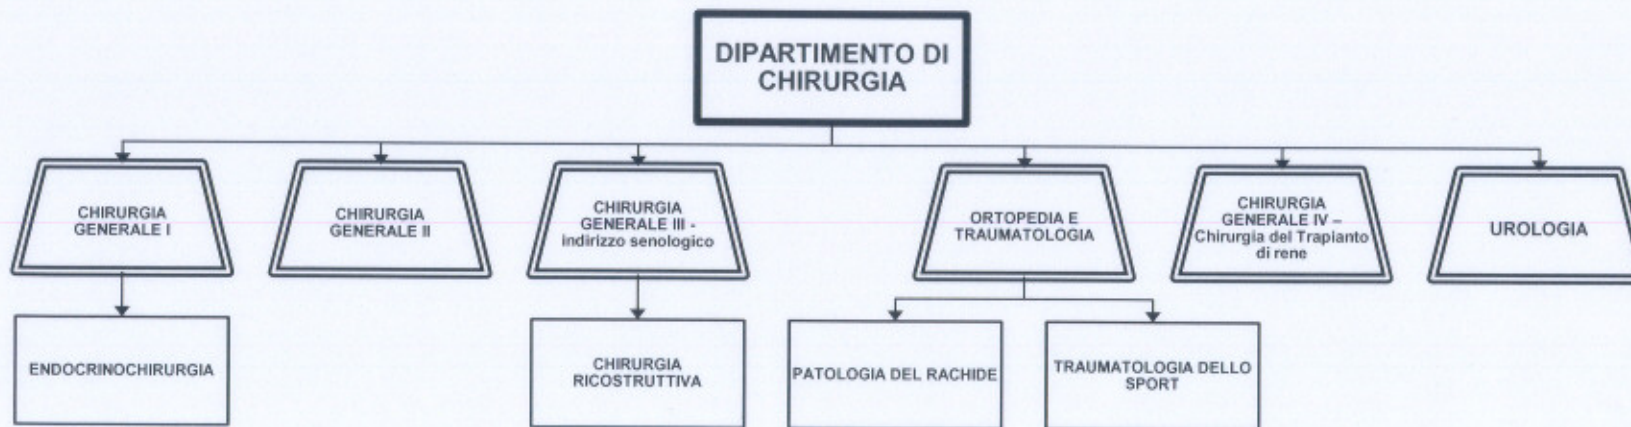 DIPARTIMENTO DI
CHIRURGIA
CHIRURGIA
GENERALE I
CHIRURGIA
GENERALE II
CHIRURGIA
GENERALE III -
indirizzo senologico
ORTOPEDIA E
TRAUMATOLOGIA
CHIRURGIA
GENERALE IV –
Chirurgia del Trapianto
di rene
UROLOGIA
ENDOCRINOCHIRURGIA
CHIRURGIA
RICOSTRUTTIVA
PATOLOGIA DEL RACHIDE
TRAUMATOLOGIA DELLO
SPORT